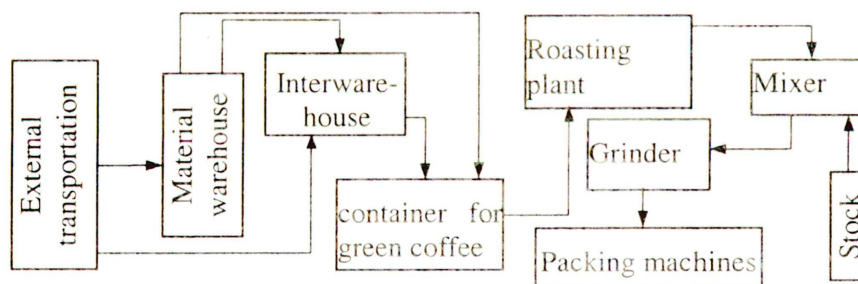 External
transportation
Material
warehouse
Interware-
house
container for
green coffee
Roasting
plant
Mixer
Grinder
Packing machines
Stock